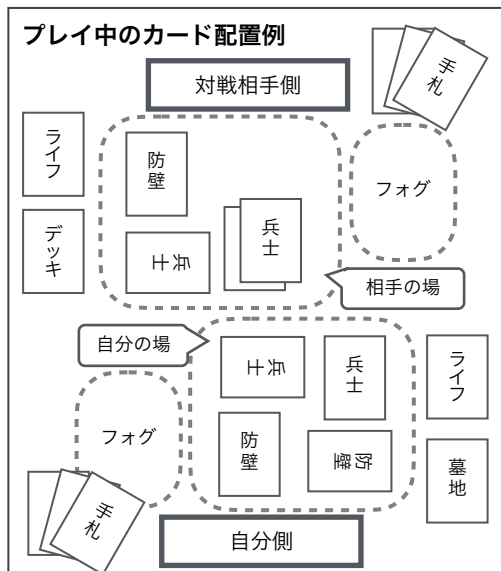 プレイ中のカード配置例
対戦相手側
手札
ライフ
防壁
フォグ
兵士
デッキ
兵士
相手の場
自分の場
兵士
兵士
ライフ
フォグ
防壁
防壁
墓地
手札
自分側